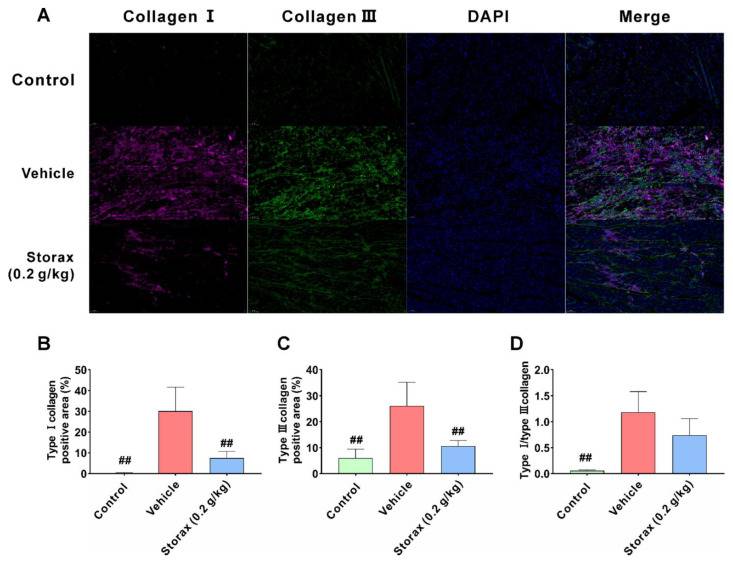 A
Collagen Ⅰ
Collagen Ⅲ
DAPI
Merge
Control
Vehicle
Storax
(0.2 g/kg)
B
Type Ⅰ collagen
positive area (%)
50
40
30
20
10
0
##
##
Control
Vehicle
Storax (0.2 g/kg)
C
Type Ⅲ collagen
positive area (%)
40
30
20
10
0
##
##
Control
Vehicle
Storax (0.2 g/kg)
D
Type Ⅰ/type Ⅲ collagen
2.0
1.5
1.0
0.5
0.0
##
Control
Vehicle
Storax (0.2 g/kg)